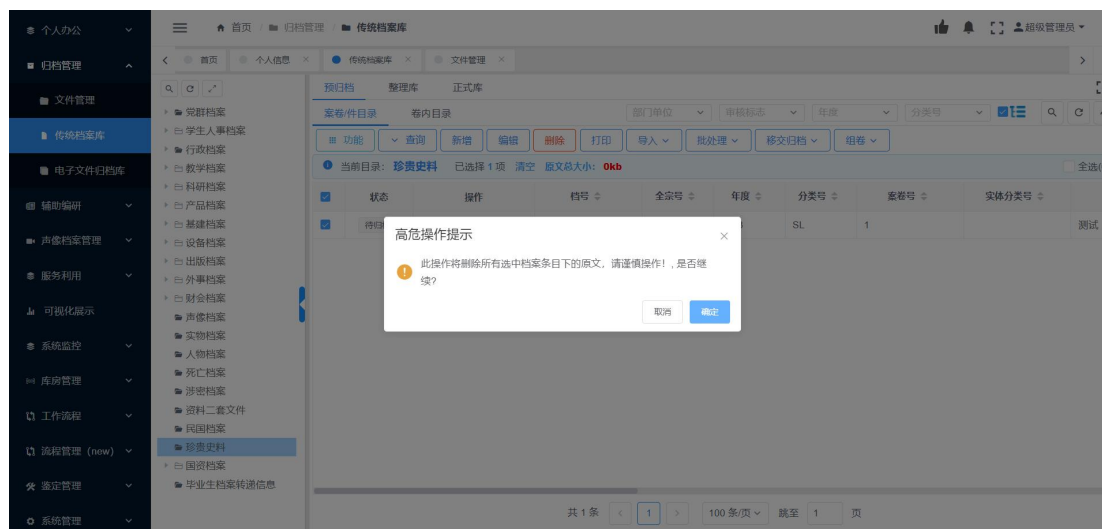 个人办公
首页 / 归档管理 / 传统档案库
超级管理员
归档管理
首页 个人信息 × 传统档案库 × 文件管理 ×
文件管理
传统档案库
电子文件归档库
辅助编研
声像档案管理
服务利用
可视化展示
系统监控
库房管理
工作流程
流程管理（new）
鉴定管理
系统管理
党群档案
学生人事档案
行政档案
教学档案
科研档案
产品档案
基建档案
设备档案
出版档案
外事档案
财会档案
声像档案
实物档案
人物档案
死亡档案
涉密档案
资料二套文件
民国档案
珍贵史料
国资档案
毕业生档案转递信息
预归档 整理库 正式库
案卷/件目录 卷内目录 部门单位 审核标志 年度 分类号
功能 查询 新增 编辑 删除 打印 导入 批处理 移交归档 组卷
当前目录：珍贵史料 已选择 1 项 清空 原文总大小：0kb
状态 操作 档号 全宗号 年度 分类号 案卷号 实体分类号
SL 1 测试
高危操作提示 ×
此操作将删除所有选中档案条目下的原文，请谨慎操作！, 是否继
续?
取消 确定
共 1 条 < 1 > 100 条/页 跳至 1 页